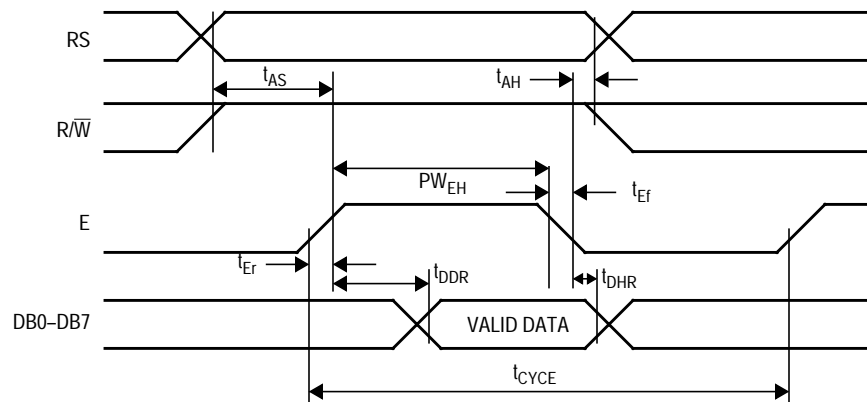 RS
tAS
tAH
R/W̅
PWEH
tEf
E
tEr
tDDR
tDHR
DB0–DB7
VALID DATA
tCYCE